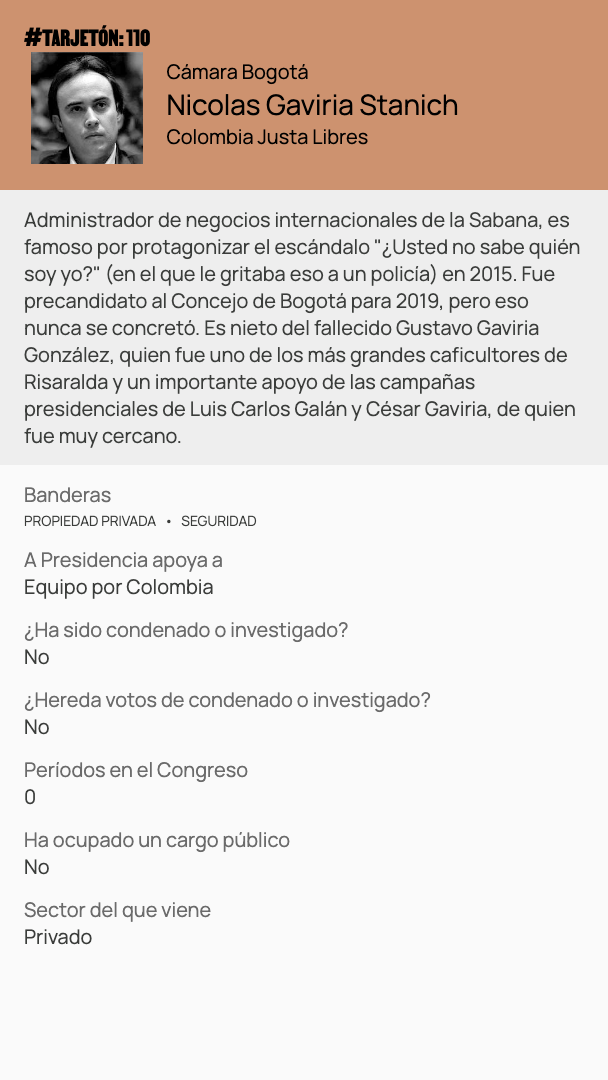 #TARJETÓN: 110
Cámara Bogotá
Nicolas Gaviria Stanich
Colombia Justa Libres
Administrador de negocios internacionales de la Sabana, es
famoso por protagonizar el escándalo "¿Usted no sabe quién
soy yo?" (en el que le gritaba eso a un policía) en 2015. Fue
precandidato al Concejo de Bogotá para 2019, pero eso
nunca se concretó. Es nieto del fallecido Gustavo Gaviria
González, quien fue uno de los más grandes caficultores de
Risaralda y un importante apoyo de las campañas
presidenciales de Luis Carlos Galán y César Gaviria, de quien
fue muy cercano.
Banderas
PROPIEDAD PRIVADA • SEGURIDAD
A Presidencia apoya a
Equipo por Colombia
¿Ha sido condenado o investigado?
No
¿Hereda votos de condenado o investigado?
No
Períodos en el Congreso
0
Ha ocupado un cargo público
No
Sector del que viene
Privado